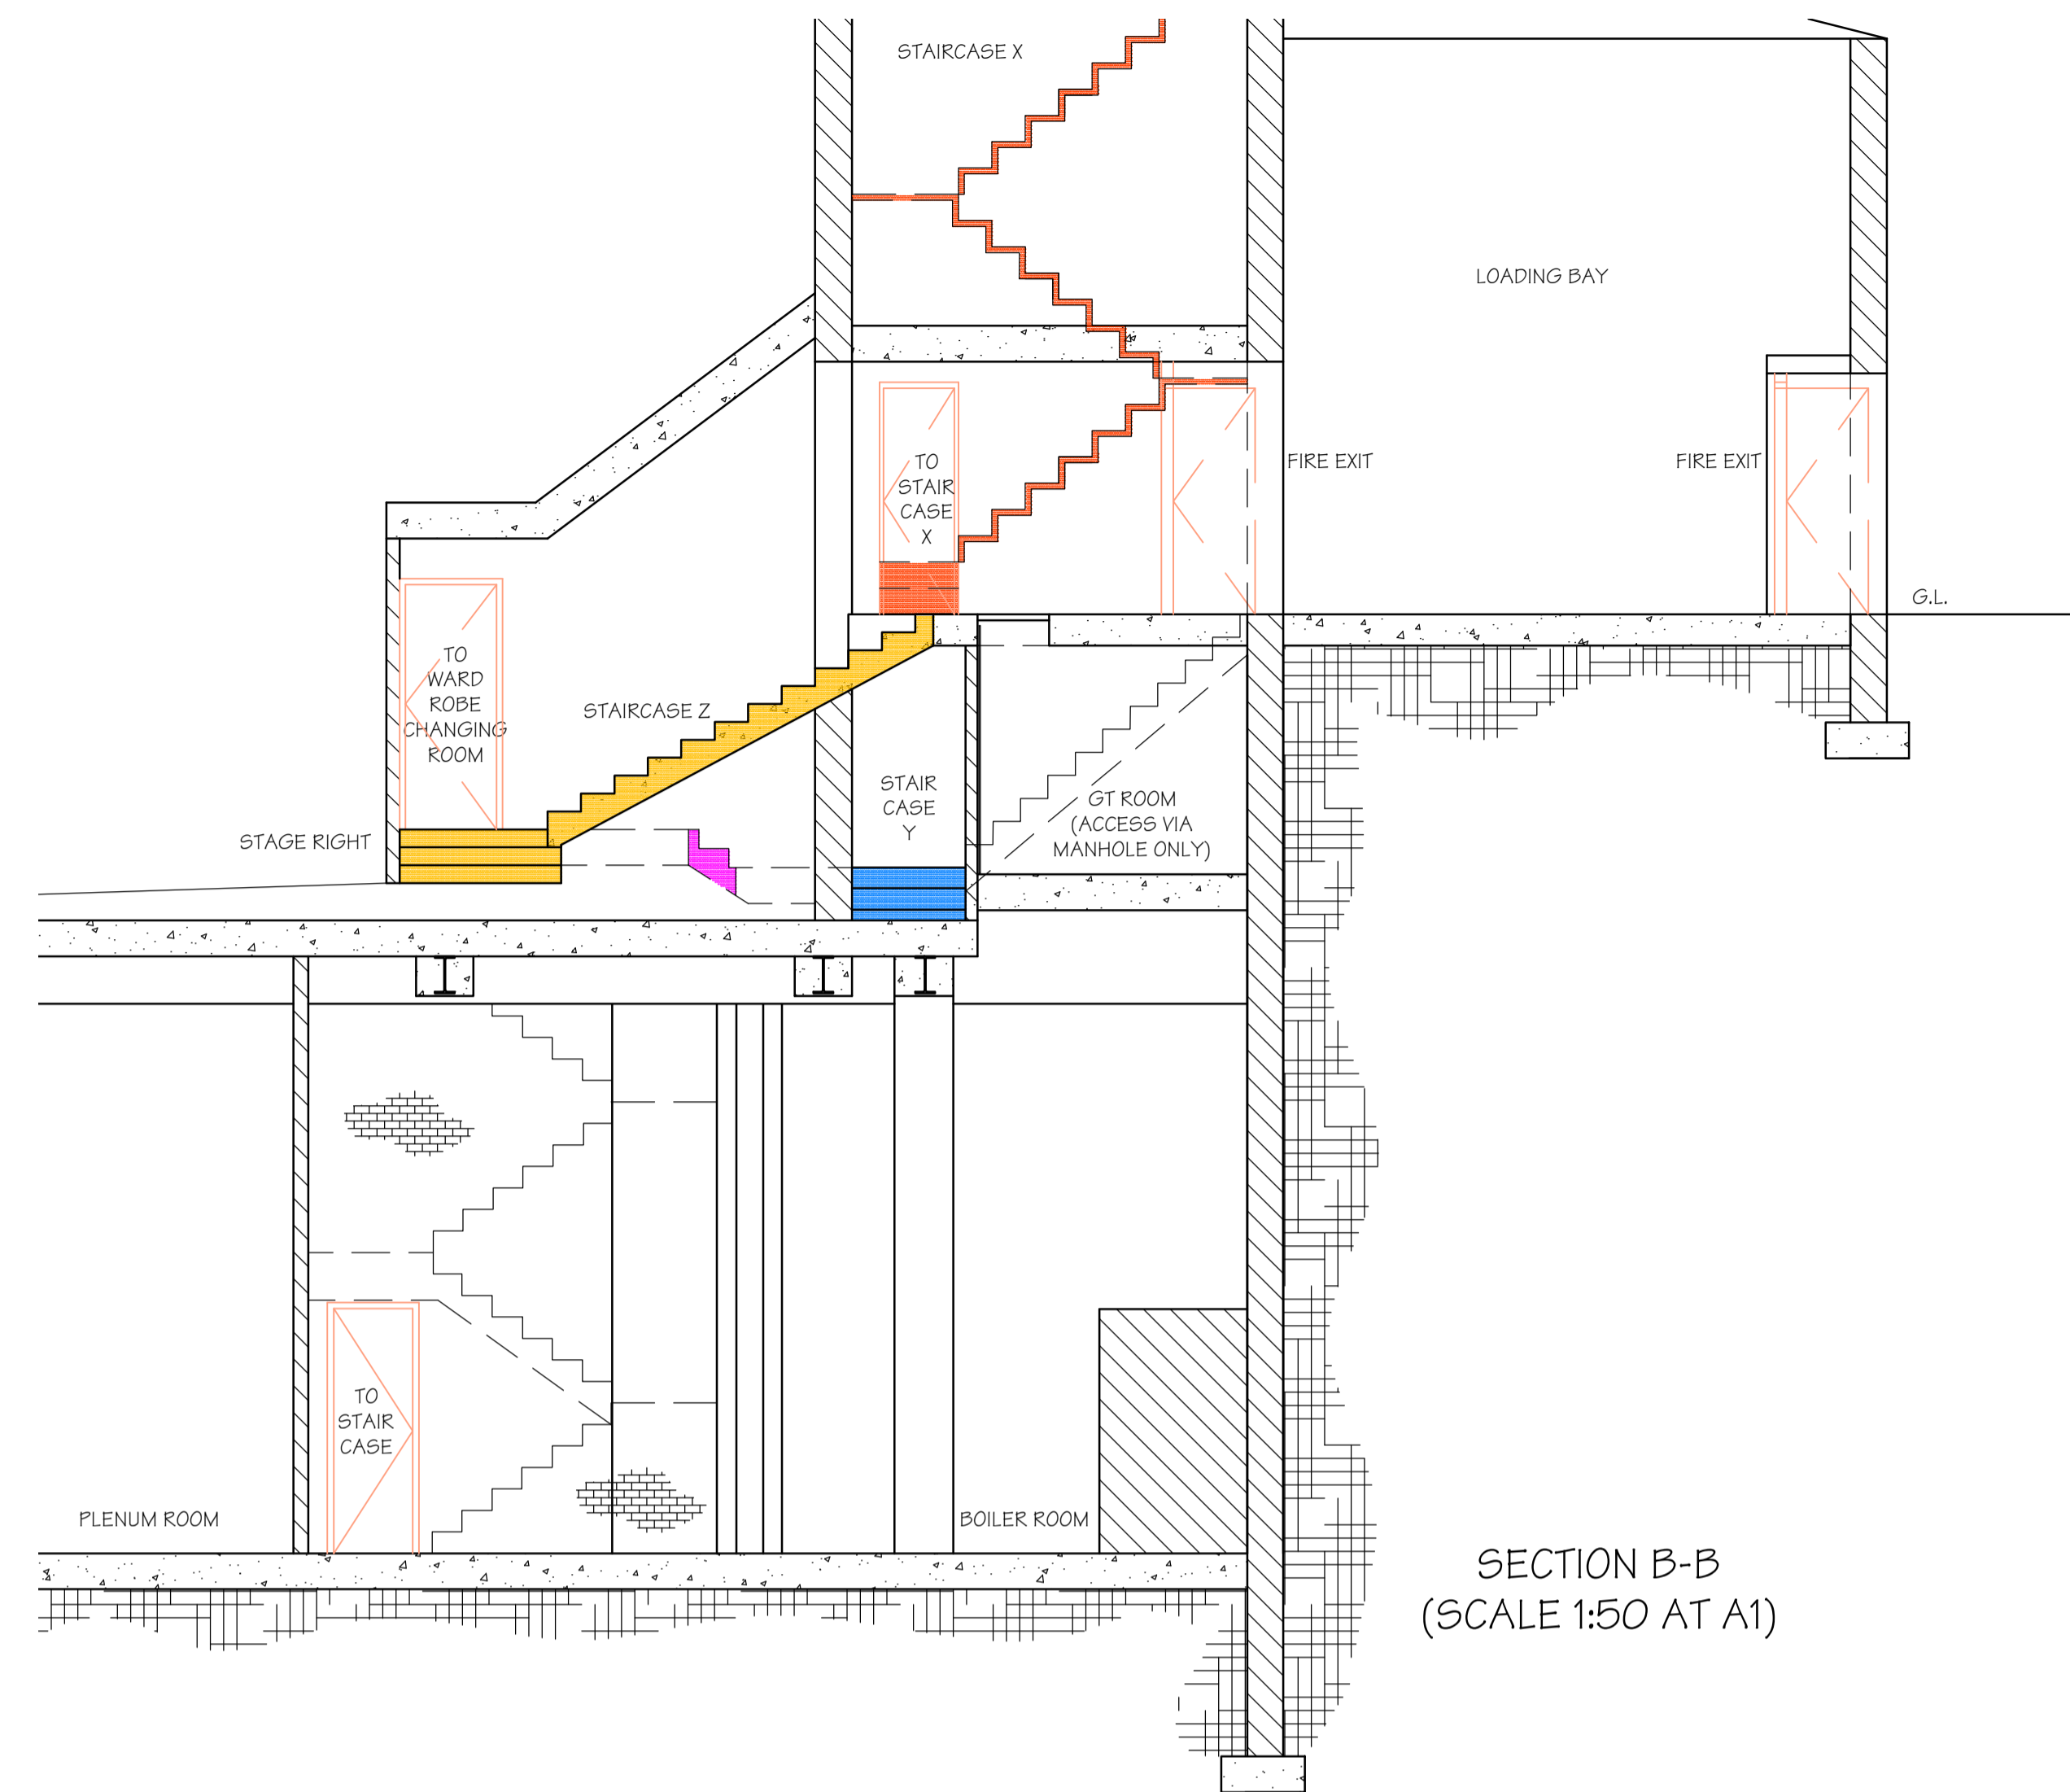 STAIRCASE X
LOADING BAY
TO
STAIR
CASE
X
FIRE EXIT
FIRE EXIT
G.L.
TO
WARD
ROBE
CHANGING
ROOM
STAIRCASE Z
STAIR
CASE
Y
GT ROOM
(ACCESS VIA
MANHOLE ONLY)
STAGE RIGHT
TO
STAIR
CASE
PLENUM ROOM
BOILER ROOM
SECTION B-B
(SCALE 1:50 AT A1)